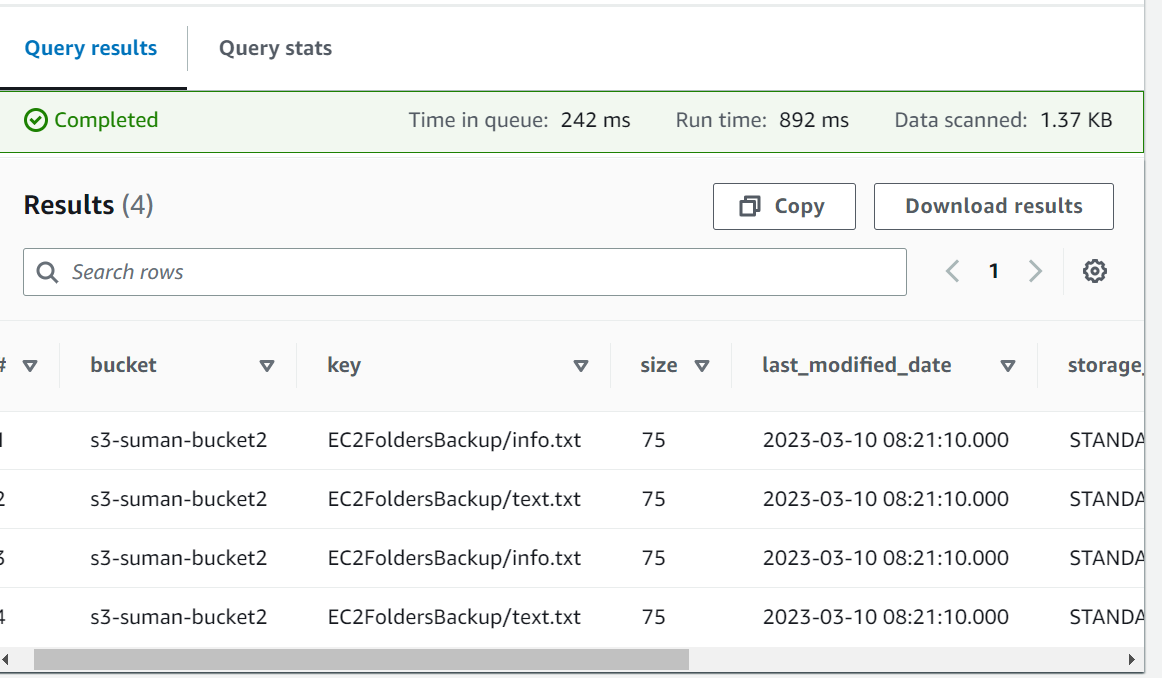 Query results Query stats
Completed Time in queue: 242 ms Run time: 892 ms Data scanned: 1.37 KB
Results (4) Copy Download results
Search rows 1
# bucket key size last_modified_date storage_
1 s3-suman-bucket2 EC2FoldersBackup/info.txt 75 2023-03-10 08:21:10.000 STANDA
2 s3-suman-bucket2 EC2FoldersBackup/text.txt 75 2023-03-10 08:21:10.000 STANDA
3 s3-suman-bucket2 EC2FoldersBackup/info.txt 75 2023-03-10 08:21:10.000 STANDA
4 s3-suman-bucket2 EC2FoldersBackup/text.txt 75 2023-03-10 08:21:10.000 STANDA